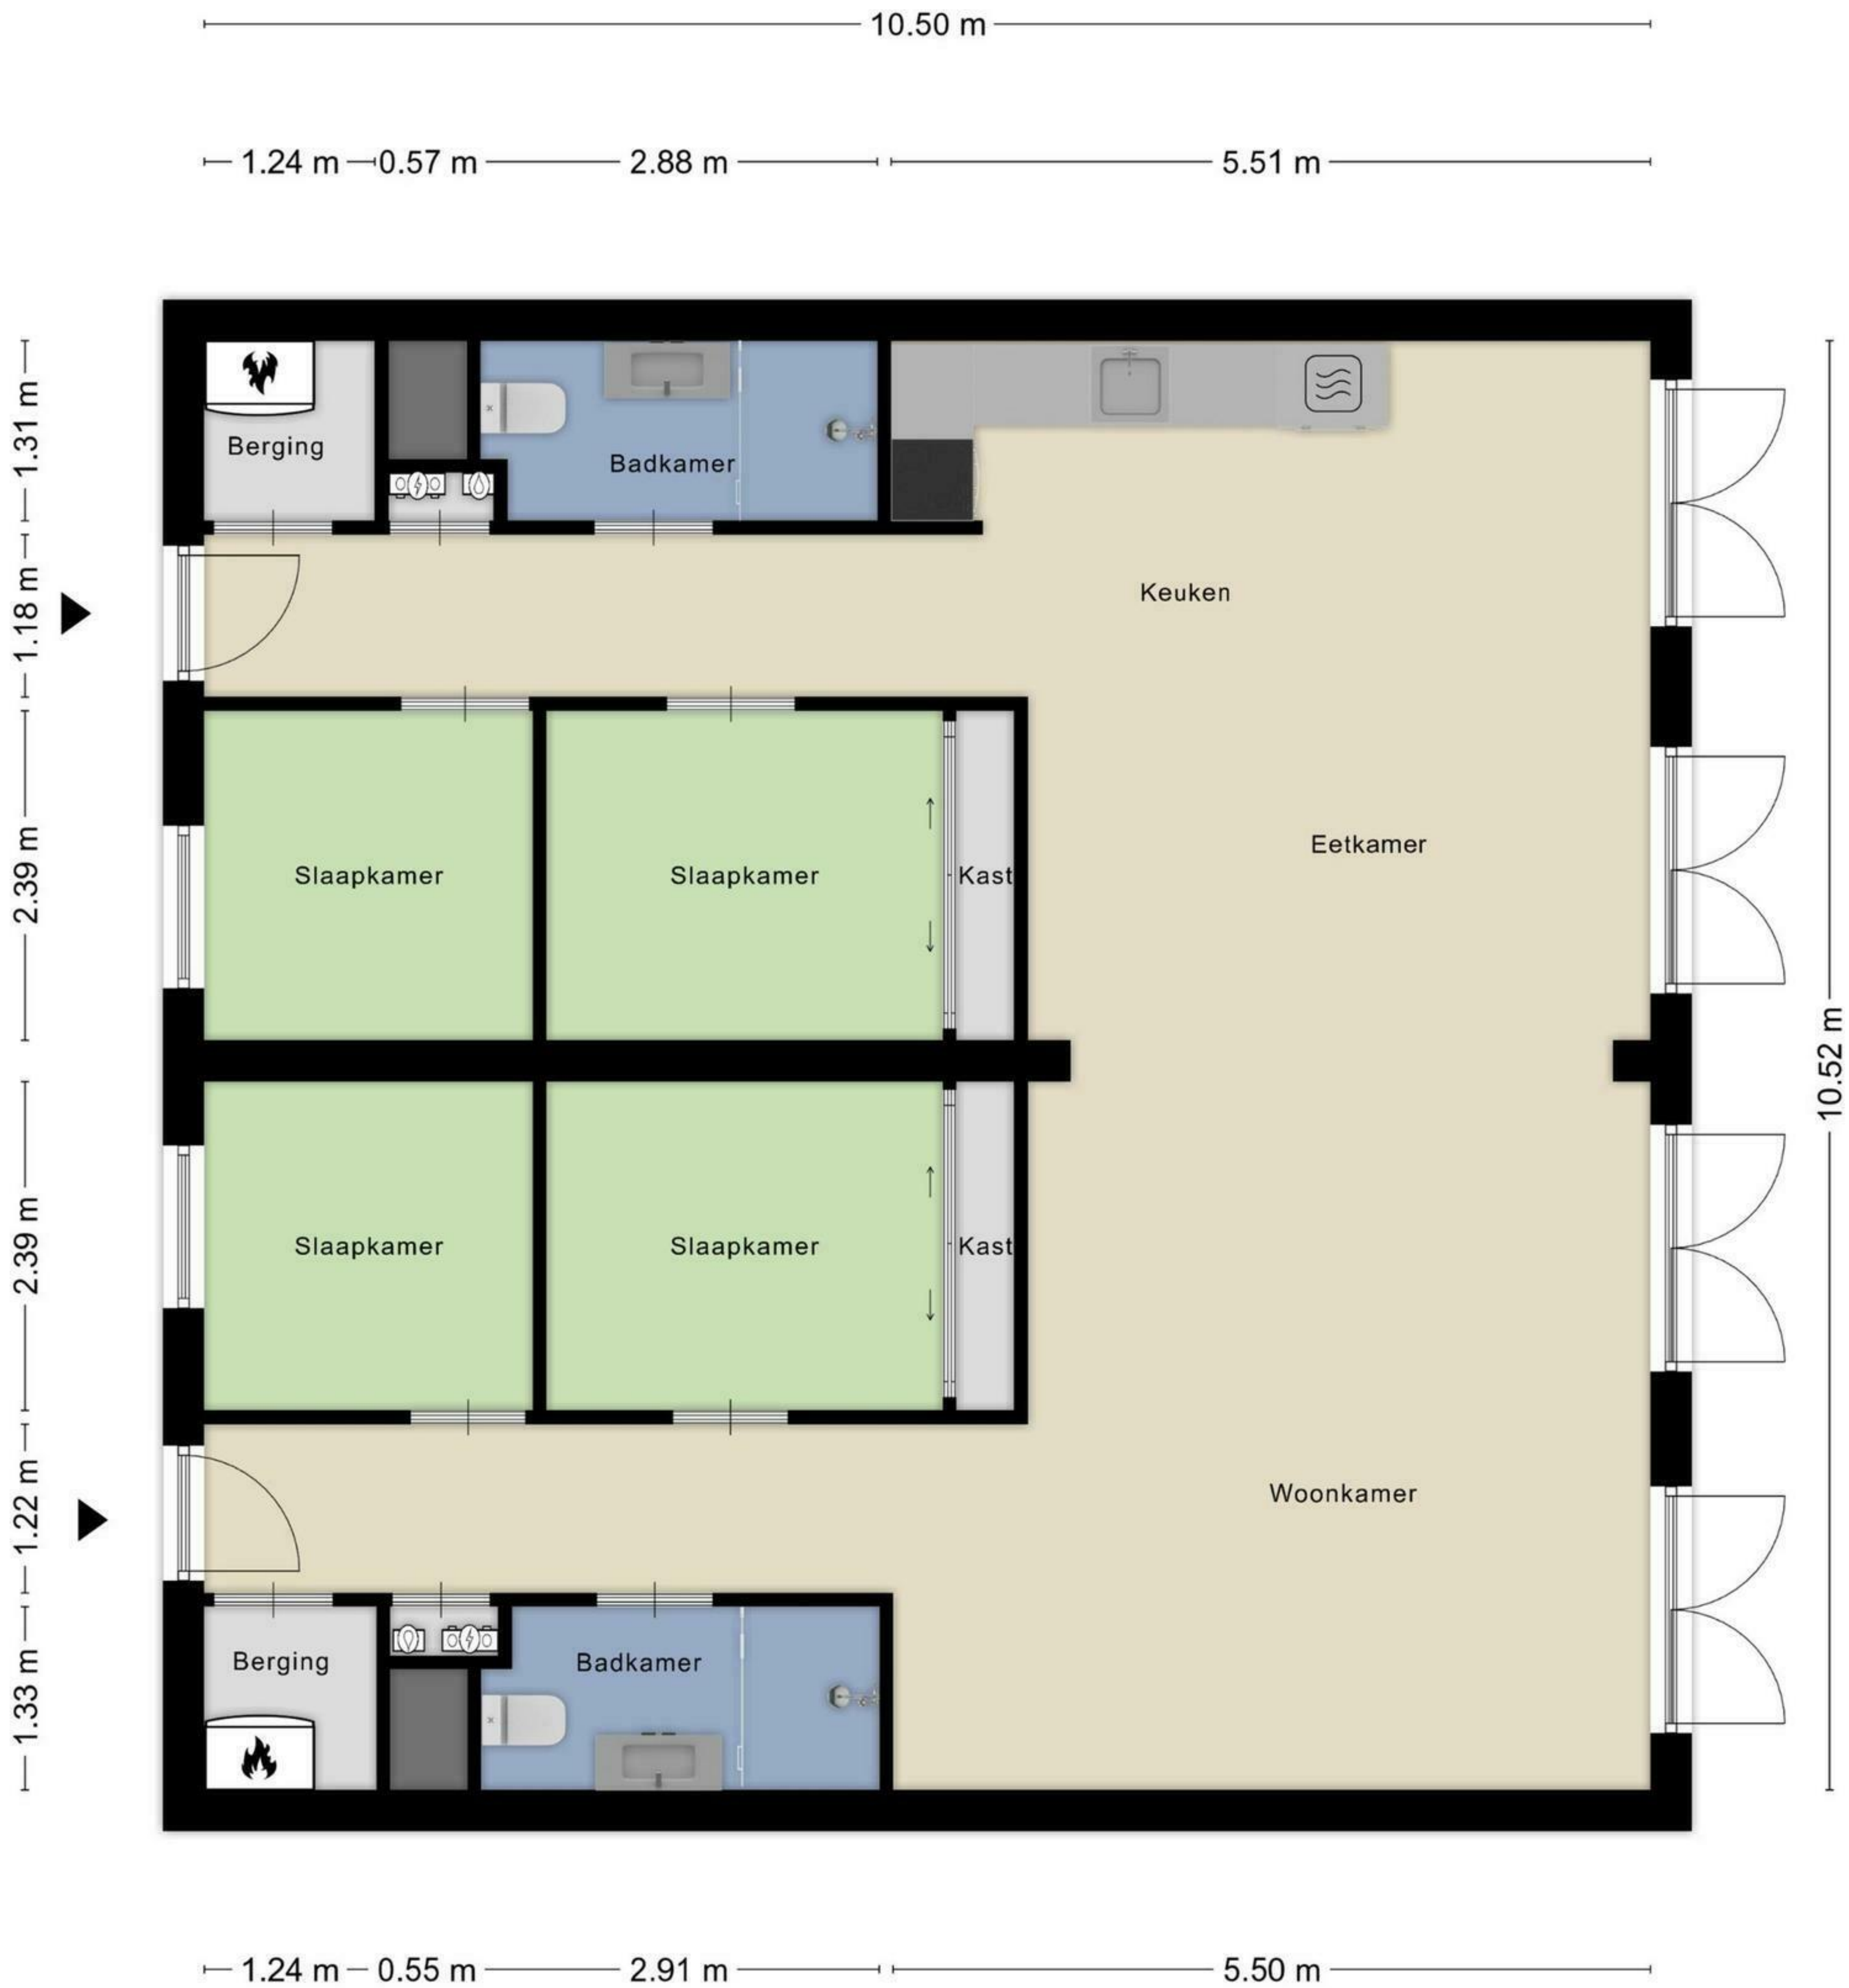 10.50 m
1.24 m 0.57 m 2.88 m 5.51 m
1.31 m
1.18 m
2.39 m
2.39 m
1.22 m
1.33 m
10.52 m
Berging
Badkamer
Keuken
Eetkamer
Slaapkamer Slaapkamer Kast
Slaapkamer Slaapkamer Kast
Woonkamer
Berging Badkamer
1.24 m 0.55 m 2.91 m 5.50 m